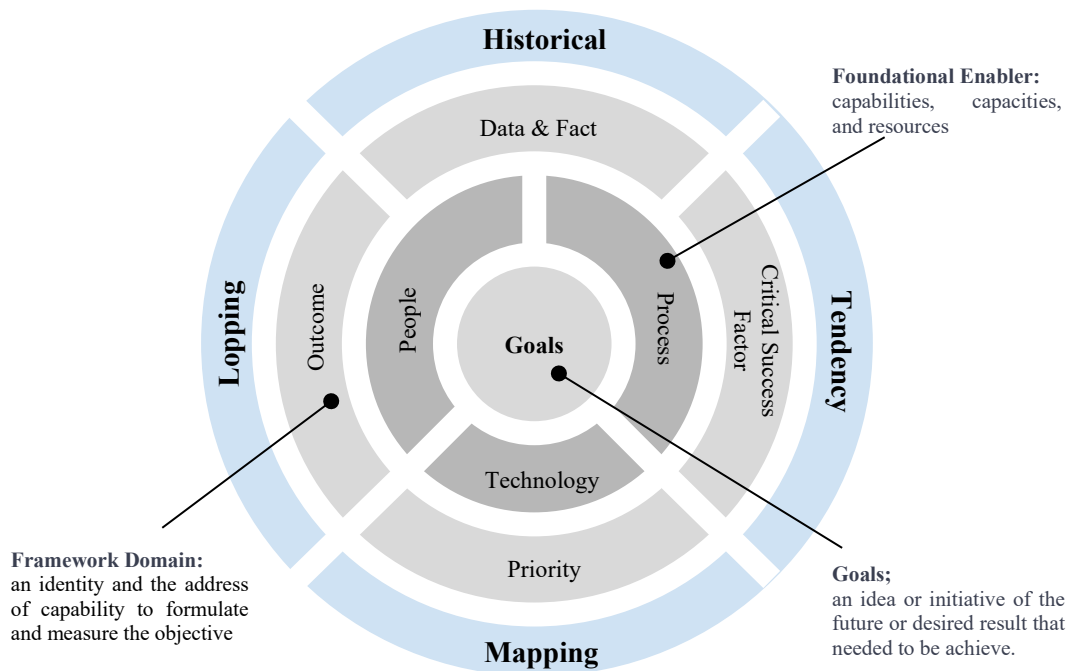 Historical
Foundational Enabler:
capabilities, capacities,
and resources
Data & Fact
Lopping
Outcome
People
Goals
Process
Critical Success
Factor
Tendency
Technology
Priority
Mapping
Framework Domain:
an identity and the address
of capability to formulate
and measure the objective
Goals;
an idea or initiative of the
future or desired result that
needed to be achieve.